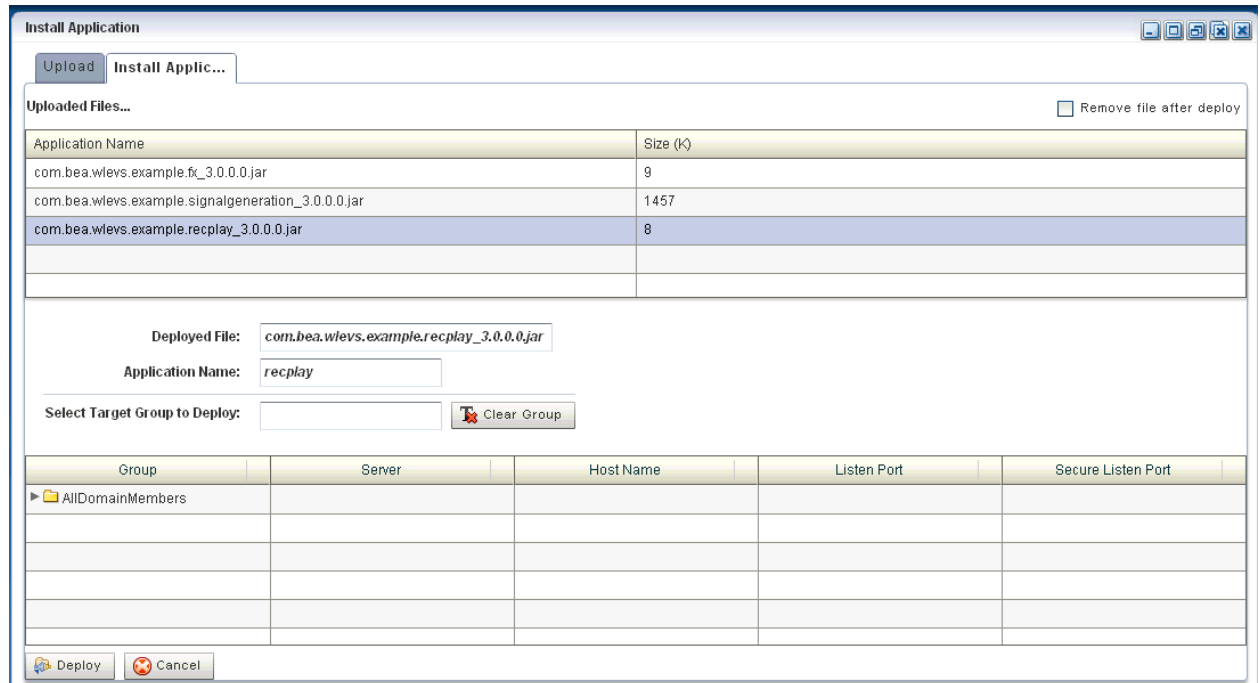 Install Application
Upload Install Applic...
Uploaded Files... Remove file after deploy
Application Name Size (K)
com.bea.wlevs.example.fx_3.0.0.0.jar 9
com.bea.wlevs.example.signalgeneration_3.0.0.0.jar 1457
com.bea.wlevs.example.recplay_3.0.0.0.jar 8
Deployed File: com.bea.wlevs.example.recplay_3.0.0.0.jar
Application Name: recplay
Select Target Group to Deploy: Clear Group
Group Server Host Name Listen Port Secure Listen Port
AllDomainMembers
Deploy Cancel